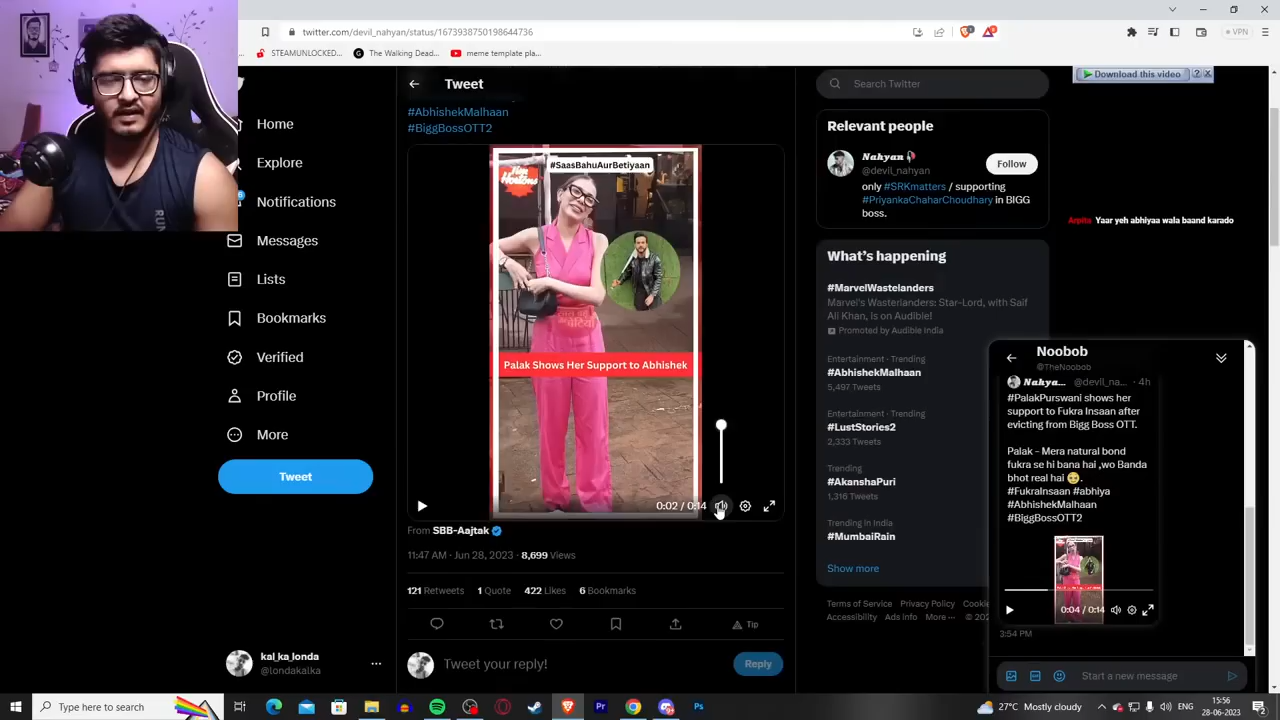 twitter.com/devil_nahyan/status/1673938750198644736
VPN
STEAMUNLOCKED...
The Walking Dead...
meme template pla...
Download this video
Tweet
#AbhishekMalhaan
#BiggBossOTT2
Home
Explore
Notifications
Messages
Lists
Bookmarks
Verified
Profile
More
Tweet
kal_ka_londa
@londakalka
#SaasBahuAurBetiyaan
Tim Hortons
Palak Shows Her Support to Abhishek
0:02 / 0:14
From SBB-Aajtak
11:47 AM · Jun 28, 2023 · 8,699 Views
121 Retweets 1 Quote 422 Likes 6 Bookmarks
Tip
Tweet your reply!
Reply
Search Twitter
Relevant people
Nahyan
@devil_nahyan
Follow
only #SRKmatters / supporting
#PriyankaChaharChoudhary in BIGG
boss.
What's happening
#MarvelWastelanders
Marvel's Wasterlanders: Star-Lord, with Saif
Ali Khan, is on Audible!
Promoted by Audible India
Entertainment · Trending
#AbhishekMalhaan
5,497 Tweets
Entertainment · Trending
#LustStories2
2,333 Tweets
Trending
#AkanshaPuri
1,316 Tweets
Trending in India
#MumbaiRain
Show more
Terms of Service Privacy Policy Cookie
Accessibility Ads info More ··· © 202
Arpita Yaar yeh abhiyaa wala baand karado
Noobob
@TheNoobob
Nahya... @devil_na... · 4h
#PalakPurswani shows her
support to Fukra Insaan after
evicting from Bigg Boss OTT.
Palak - Mera natural bond
fukra se hi bana hai ,wo Banda
bhot real hai
#FukraInsaan #abhiya
#AbhishekMalhaan
#BiggBossOTT2
0:04 / 0:14
3:54 PM
Start a new message
Type here to search
27°C Mostly cloudy
ENG
15:56
28-06-2023